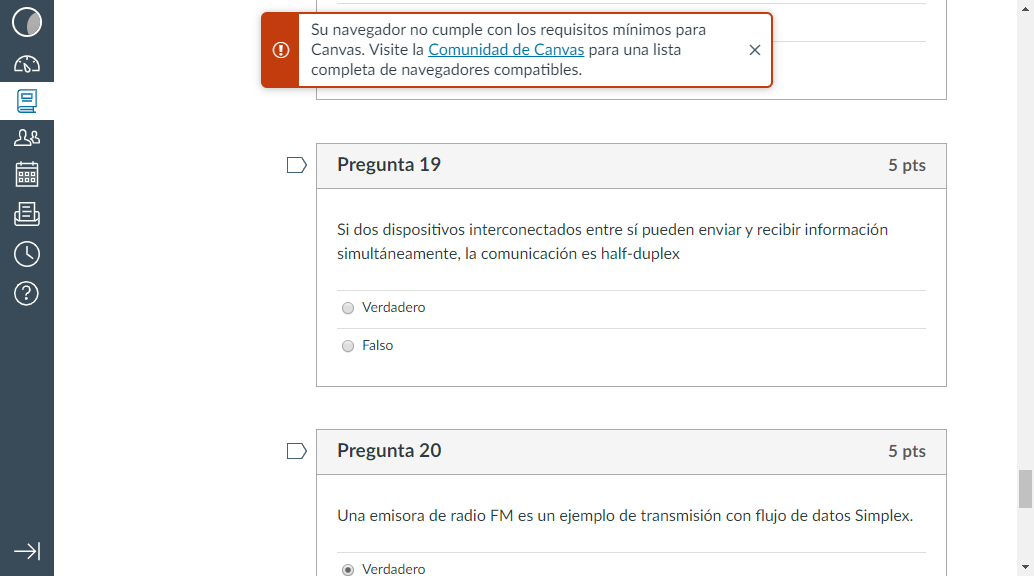 Su navegador no cumple con los requisitos mínimos para
Canvas. Visite la Comunidad de Canvas para una lista
completa de navegadores compatibles.
Pregunta 19
5 pts
Si dos dispositivos interconectados entre sí pueden enviar y recibir información
simultáneamente, la comunicación es half-duplex
Verdadero
Falso
Pregunta 20
5 pts
Una emisora de radio FM es un ejemplo de transmisión con flujo de datos Simplex.
Verdadero